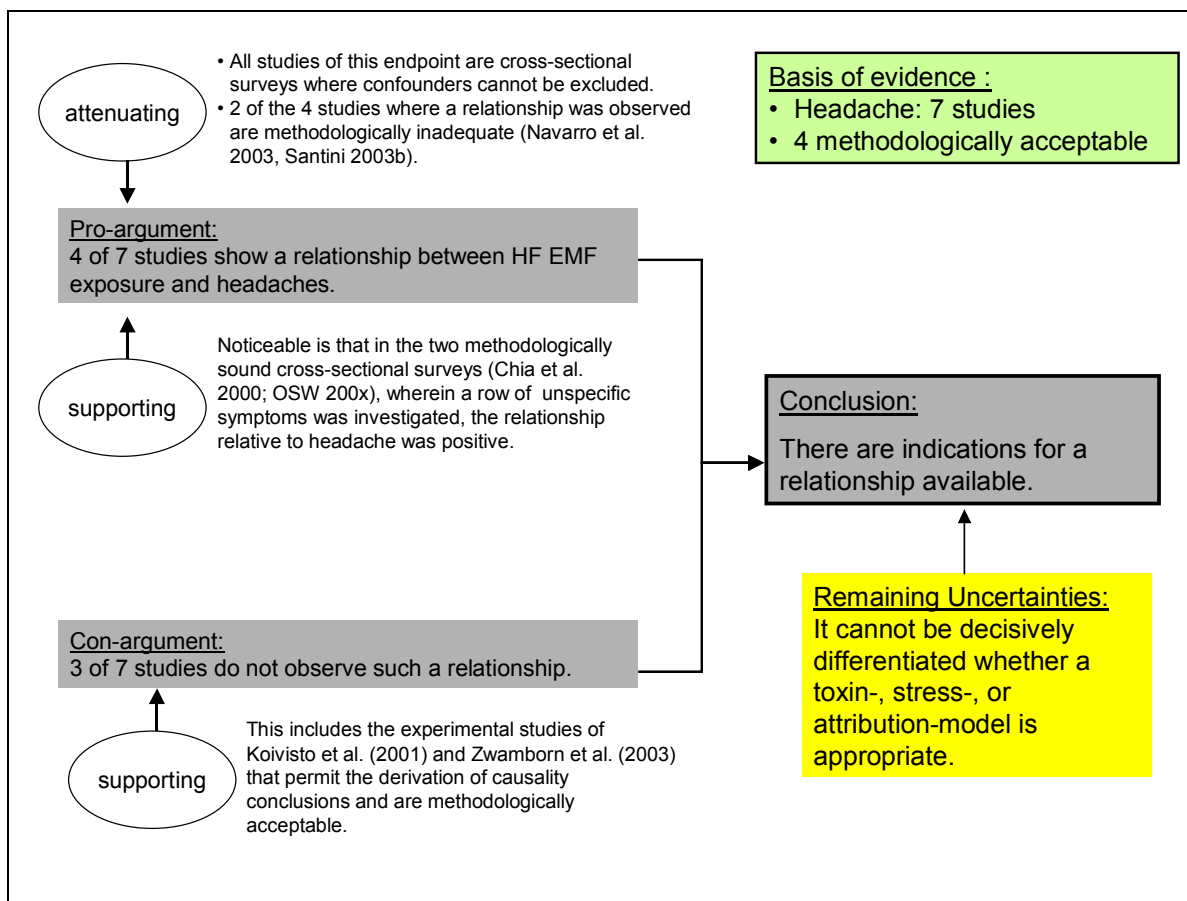 • All studies of this endpoint are cross-sectional
surveys where confounders cannot be excluded.
• 2 of the 4 studies where a relationship was observed
are methodologically inadequate (Navarro et al.
2003, Santini 2003b).
attenuating
Basis of evidence :
• Headache: 7 studies
• 4 methodologically acceptable
Pro-argument:
4 of 7 studies show a relationship between HF EMF
exposure and headaches.
supporting
Noticeable is that in the two methodologically
sound cross-sectional surveys (Chia et al.
2000; OSW 200x), wherein a row of unspecific
symptoms was investigated, the relationship
relative to headache was positive.
Conclusion:
There are indications for a
relationship available.
Remaining Uncertainties:
It cannot be decisively
differentiated whether a
toxin-, stress-, or
attribution-model is
appropriate.
Con-argument:
3 of 7 studies do not observe such a relationship.
supporting
This includes the experimental studies of
Koivisto et al. (2001) and Zwamborn et al. (2003)
that permit the derivation of causality
conclusions and are methodologically
acceptable.